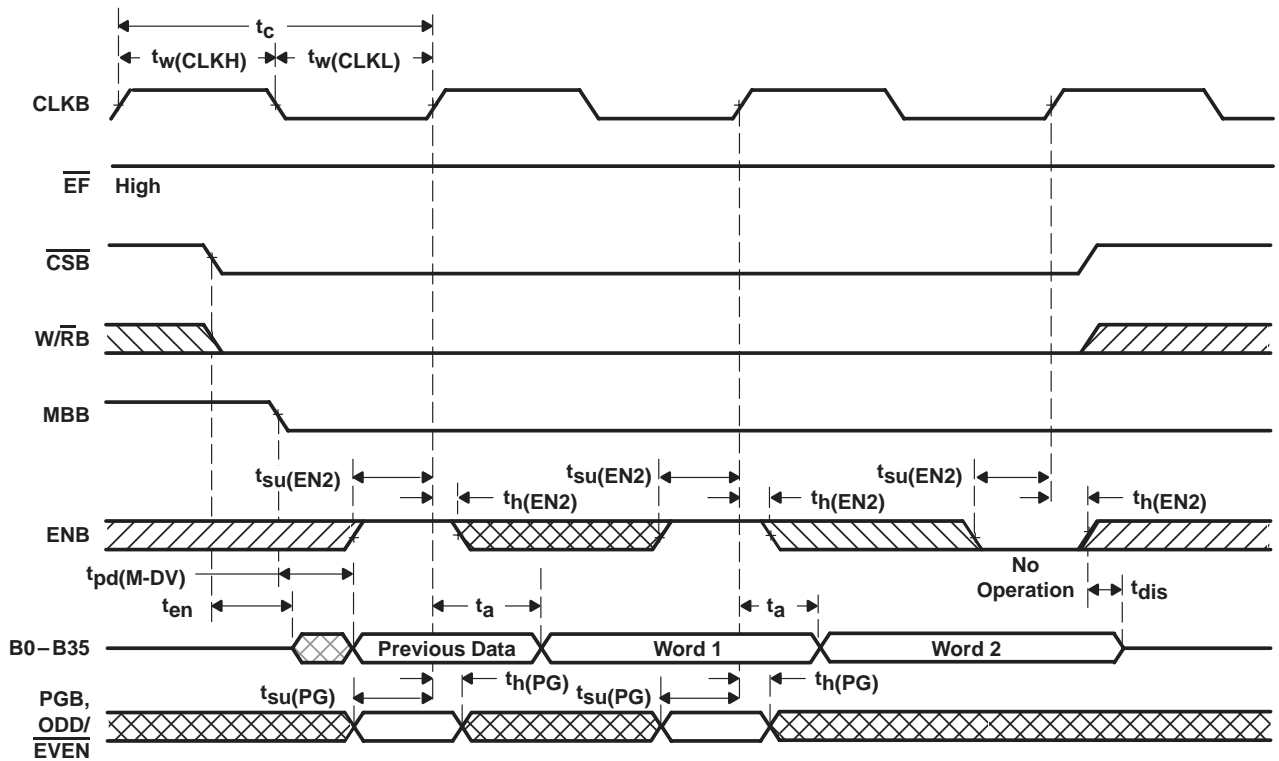 tc
tw(CLKH)
tw(CLKL)
CLKB
EF
High
CSB
W/RB
MBB
tsu(EN2)
tsu(EN2)
tsu(EN2)
th(EN2)
th(EN2)
th(EN2)
ENB
No
Operation
tpd(M-DV)
ten
ta
ta
tdis
B0–B35
Previous Data
Word 1
Word 2
tsu(PG)
th(PG)
tsu(PG)
th(PG)
PGB,
ODD/
EVEN